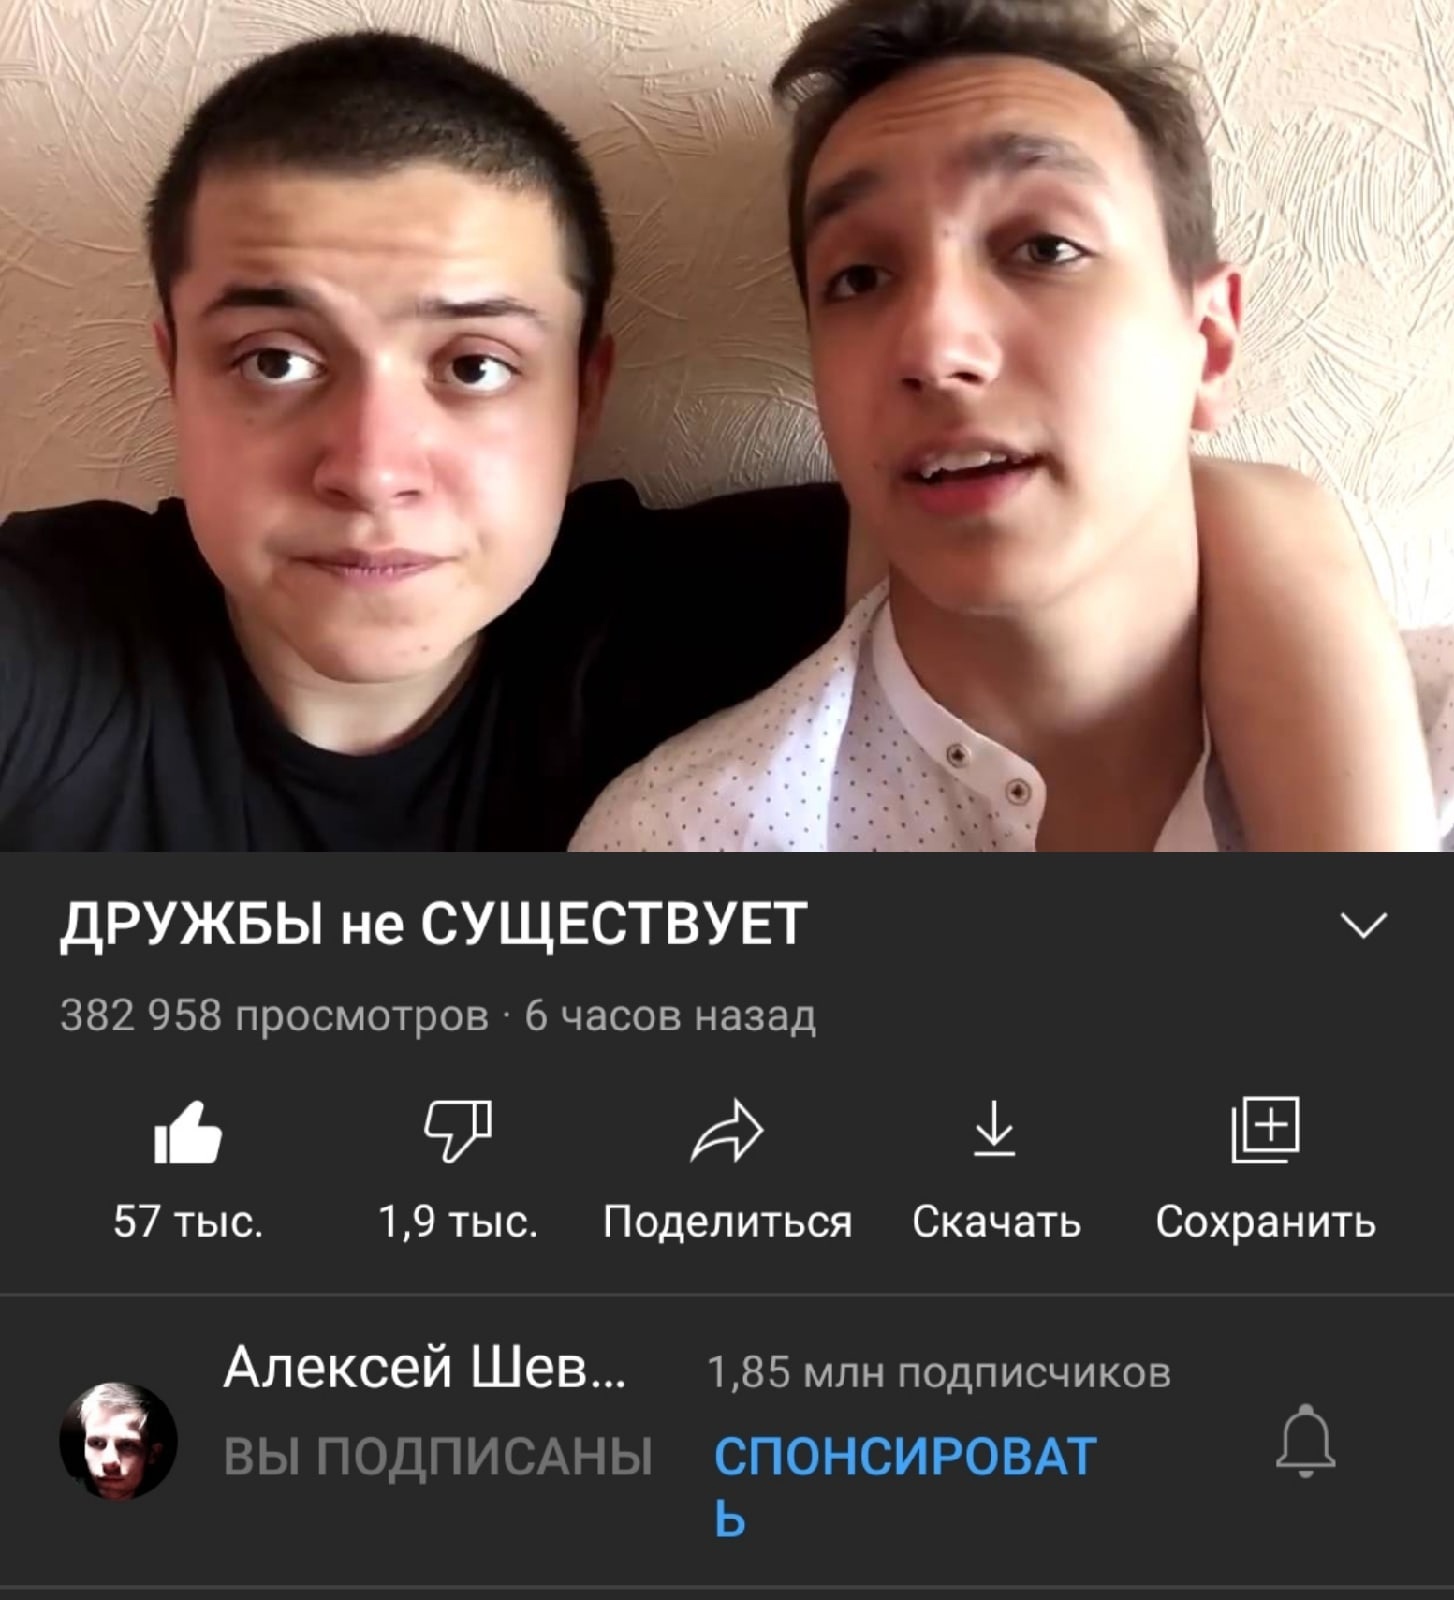 ДРУЖБЫ не СУЩЕСТВУЕТ
382 958 просмотров · 6 часов назад
57 тыс. 1,9 тыс. Поделиться Скачать Сохранить
Алексей Шев... 1,85 млн подписчиков
ВЫ ПОДПИСАНЫ СПОНСИРОВАТ
Ь